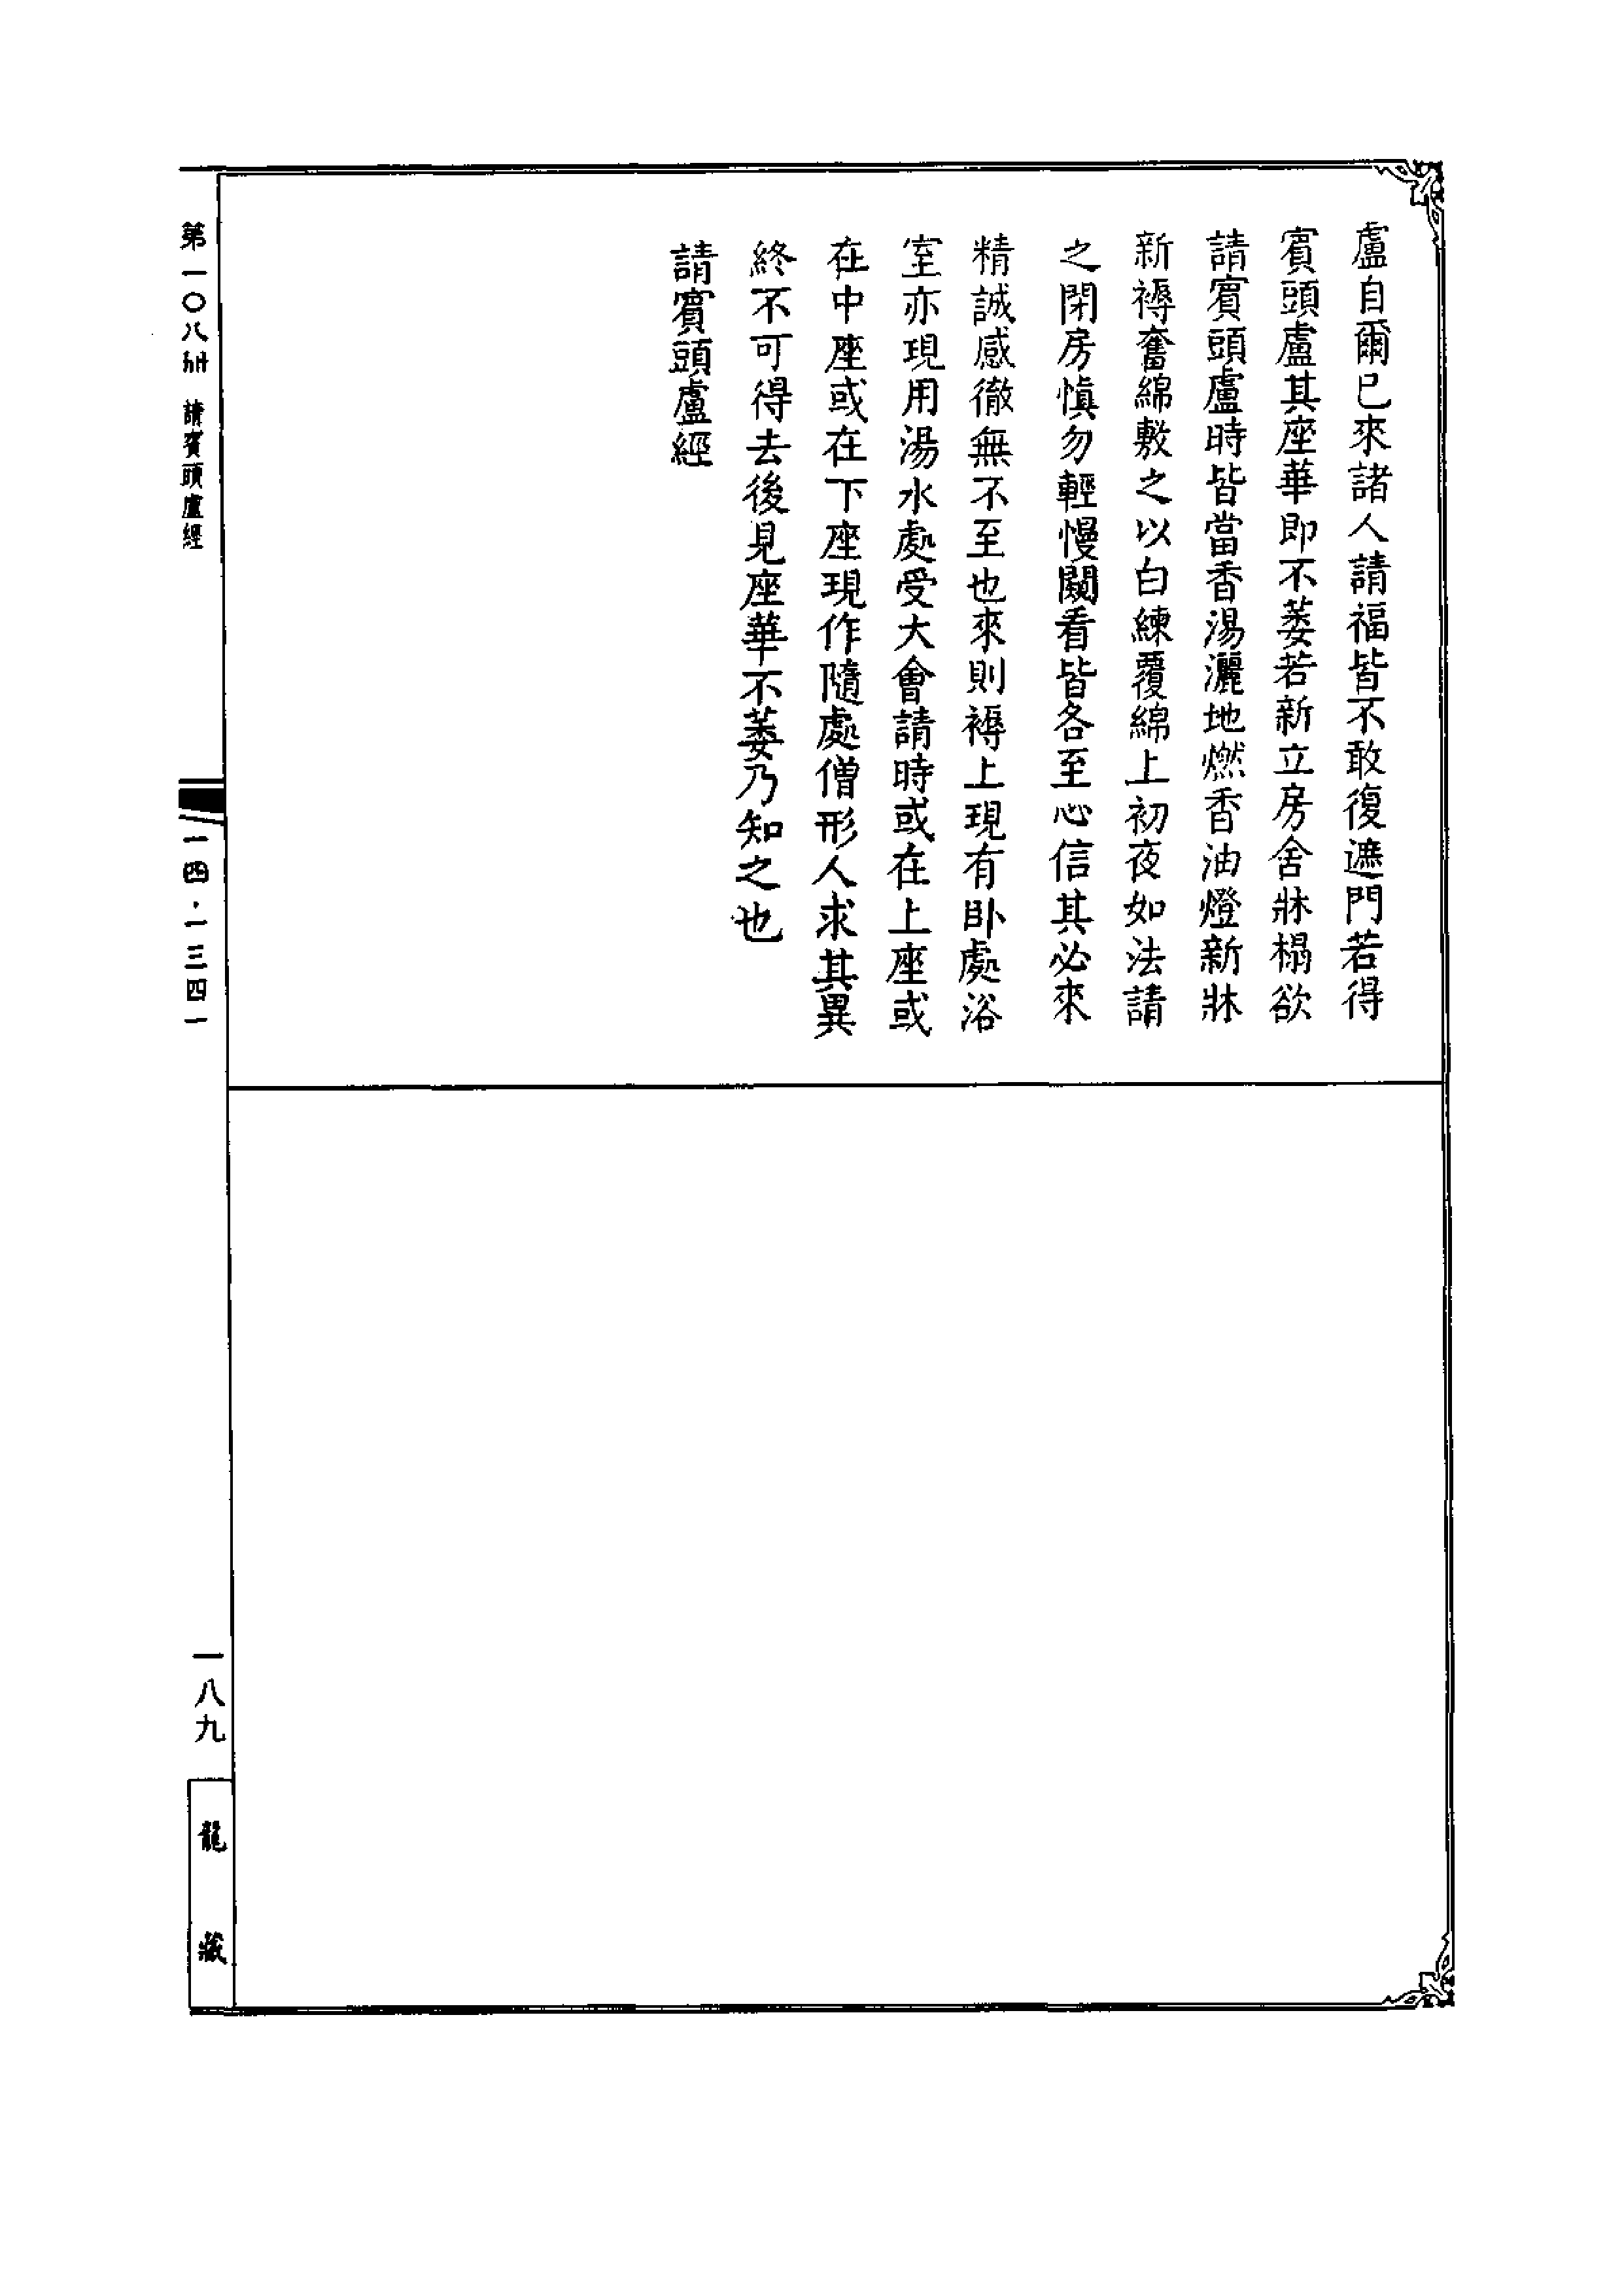 盧自爾已來諸人請福皆不敢復遮門若得
賓頭盧其座華即不萎若新立房舍牀榻欲
請賓頭盧時皆當香湯灑地燃香油燈新牀
新褥奮綿敷之以白練覆綿上初夜如法請
之閉房慎勿輕慢闚看皆各至心信其必來
精誠感徹無不至也來則褥上現有臥處浴
室亦現用湯水處受大會請時或在上座或
在中座或在下座現作隨處僧形人求其異
終不可得去後見座華不萎乃知之也
請賓頭盧經
第一〇八冊 請賓頭盧經
一四·一三四一
一八九
龍藏